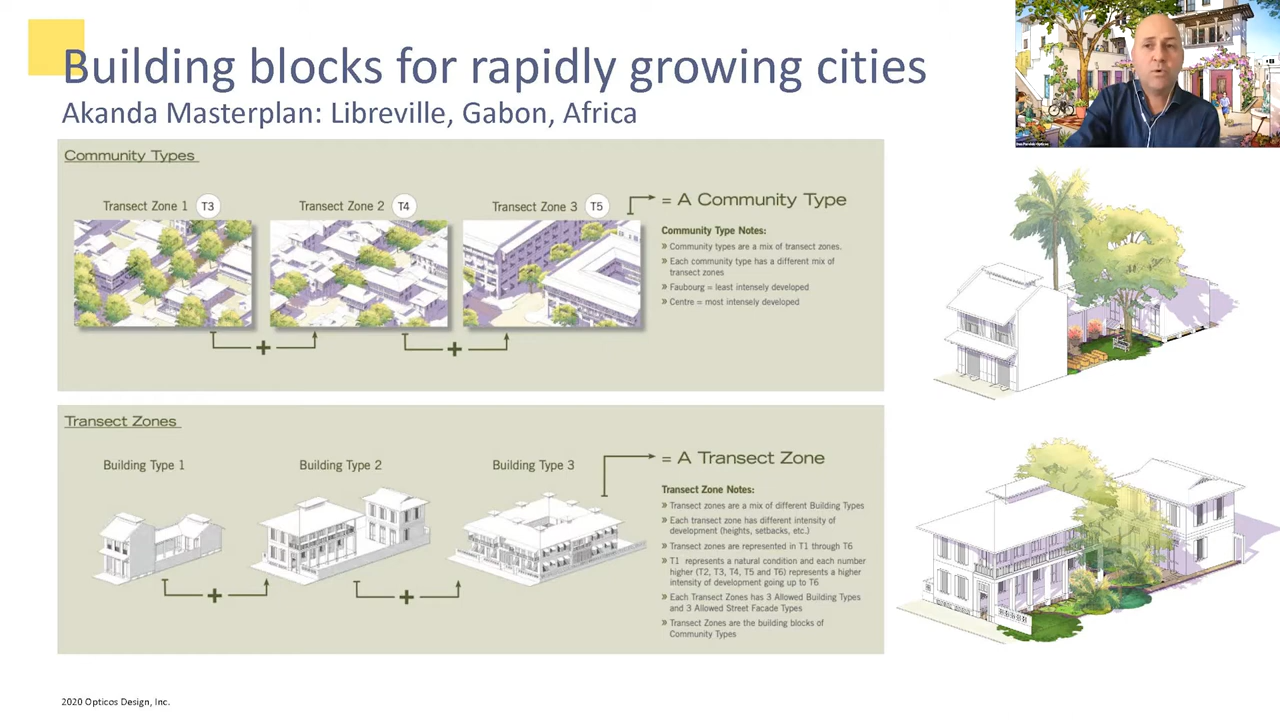 Building blocks for rapidly growing cities
Akanda Masterplan: Libreville, Gabon, Africa
Community Types
Transect Zone 1 T3
Transect Zone 2 T4
Transect Zone 3 T5
= A Community Type
Community Type Notes:
» Community types are a mix of transect zones.
» Each community type has a different mix of
transect zones
» Faubourg = least intensely developed
» Centre = most intensely developed
+ +
Transect Zones
Building Type 1
Building Type 2
Building Type 3
= A Transect Zone
Transect Zone Notes:
» Transect zones are a mix of different Building Types
» Each transect zone has different intensity of
development (heights, setbacks, etc.)
» Transect zones are represented in T1 through T6
» T1 represents a natural condition and each number
higher (T2, T3, T4, T5 and T6) represents a higher
intensity of development going up to T6
» Each Transect Zones has 3 Allowed Building Types
and 3 Allowed Street Facade Types
» Transect Zones are the building blocks of
Community Types
+ +
2020 Opticos Design, Inc.